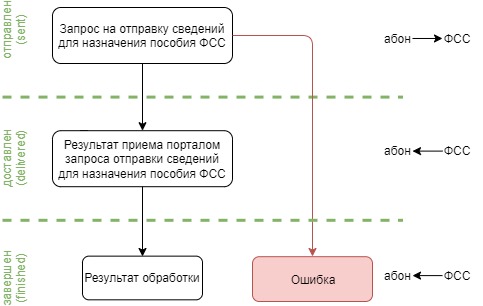 отправлен
(sent)
Запрос на отправку сведений
для назначения пособия ФСС
абон ФСС
доставлен
(delivered)
Результат приема порталом
запроса отправки сведений
для назначения пособия ФСС
абон ФСС
завершен
(finished)
Результат обработки
Ошибка
абон ФСС